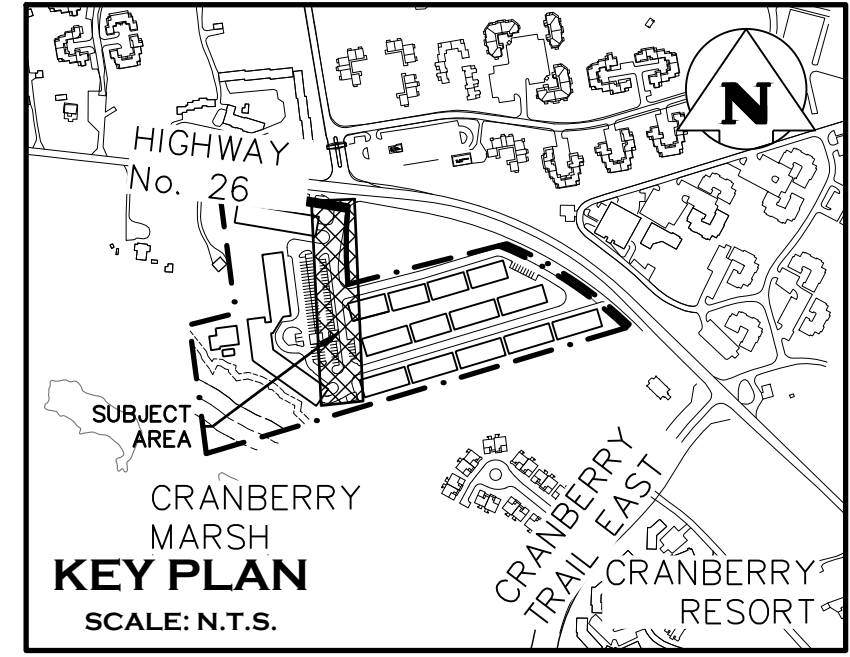 HIGHWAY
No. 26
N
SUBJECT
AREA
CRANBERRY
MARSH
CRANBERRY
TRAIL EAST
CRANBERRY
RESORT
KEY PLAN
SCALE: N.T.S.